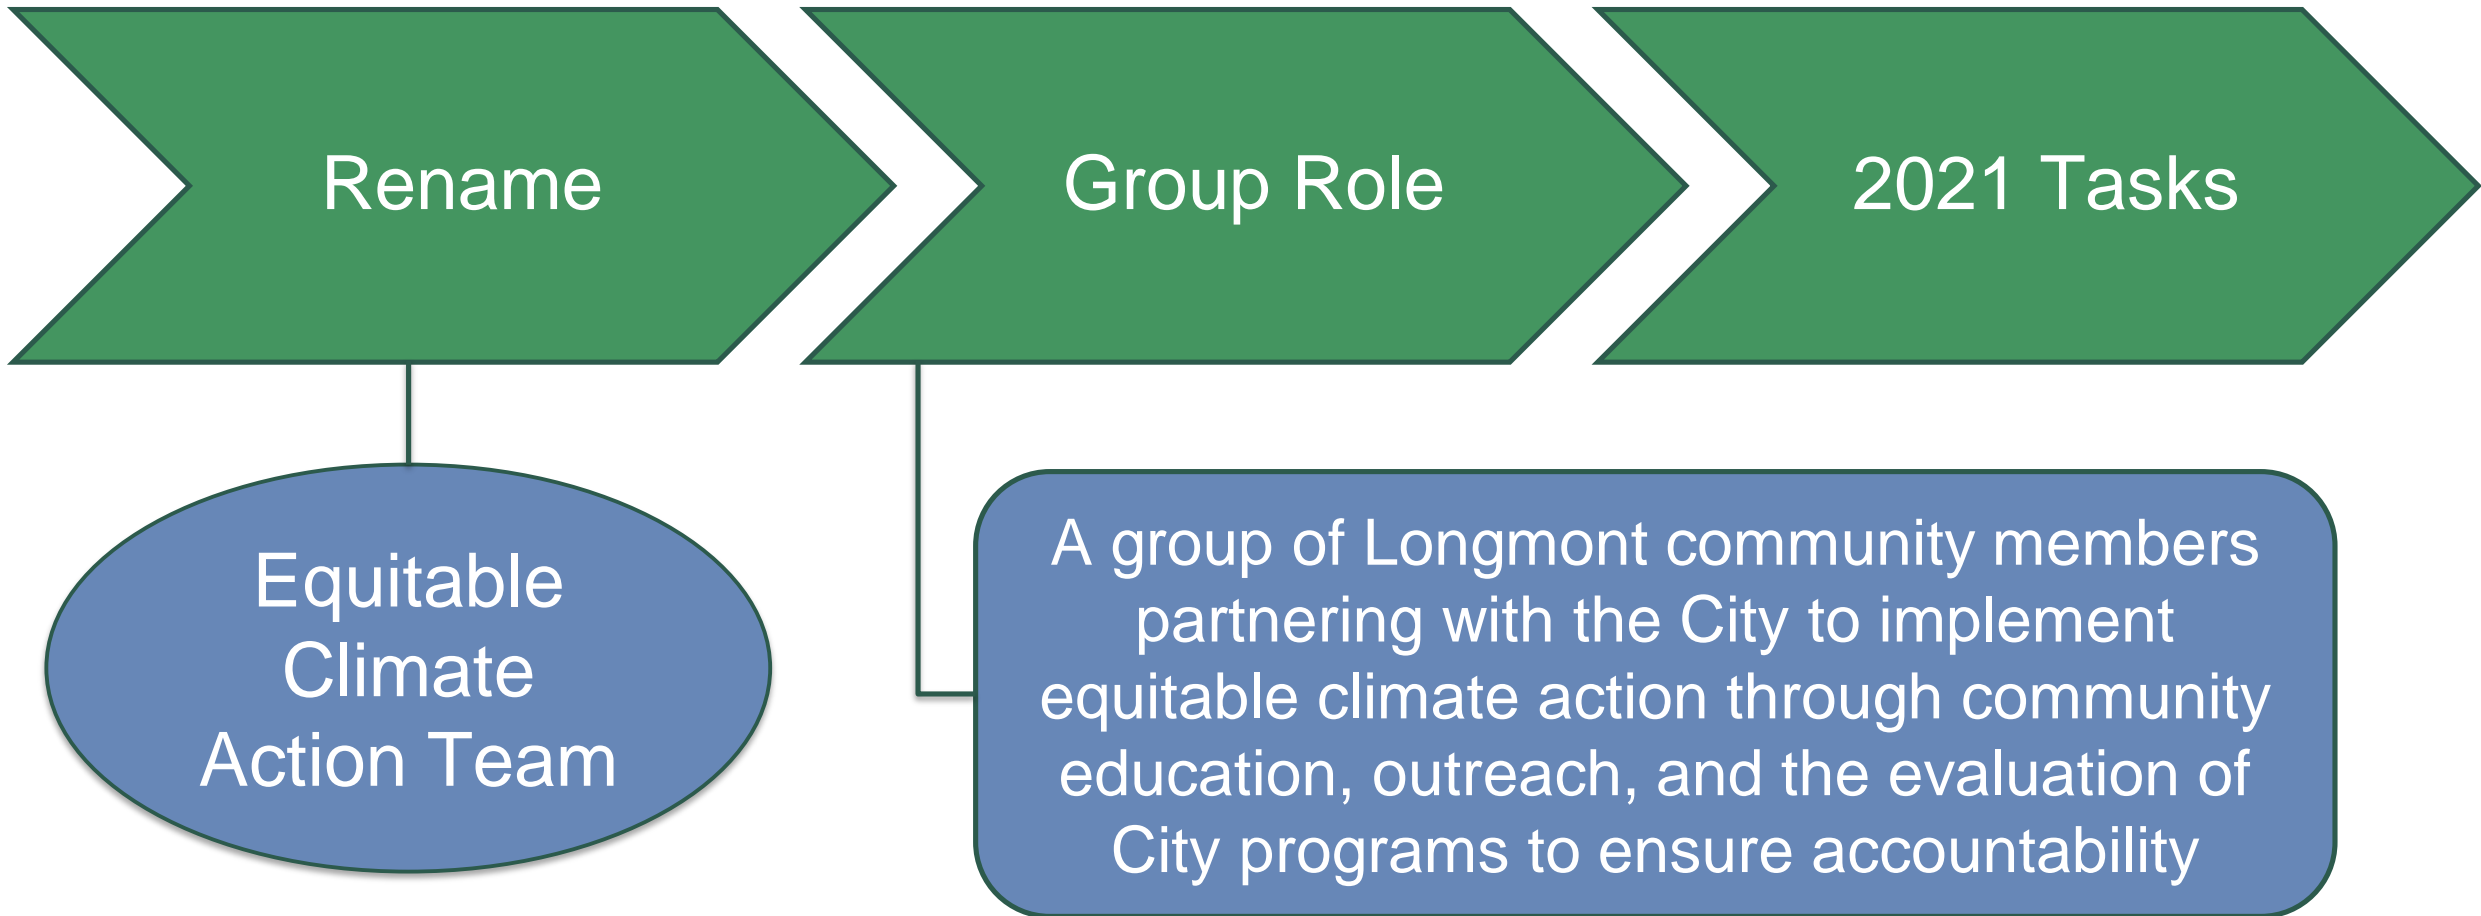 Rename
Group Role
2021 Tasks
Equitable
Climate
Action Team
A group of Longmont community members
partnering with the City to implement
equitable climate action through community
education, outreach, and the evaluation of
City programs to ensure accountability